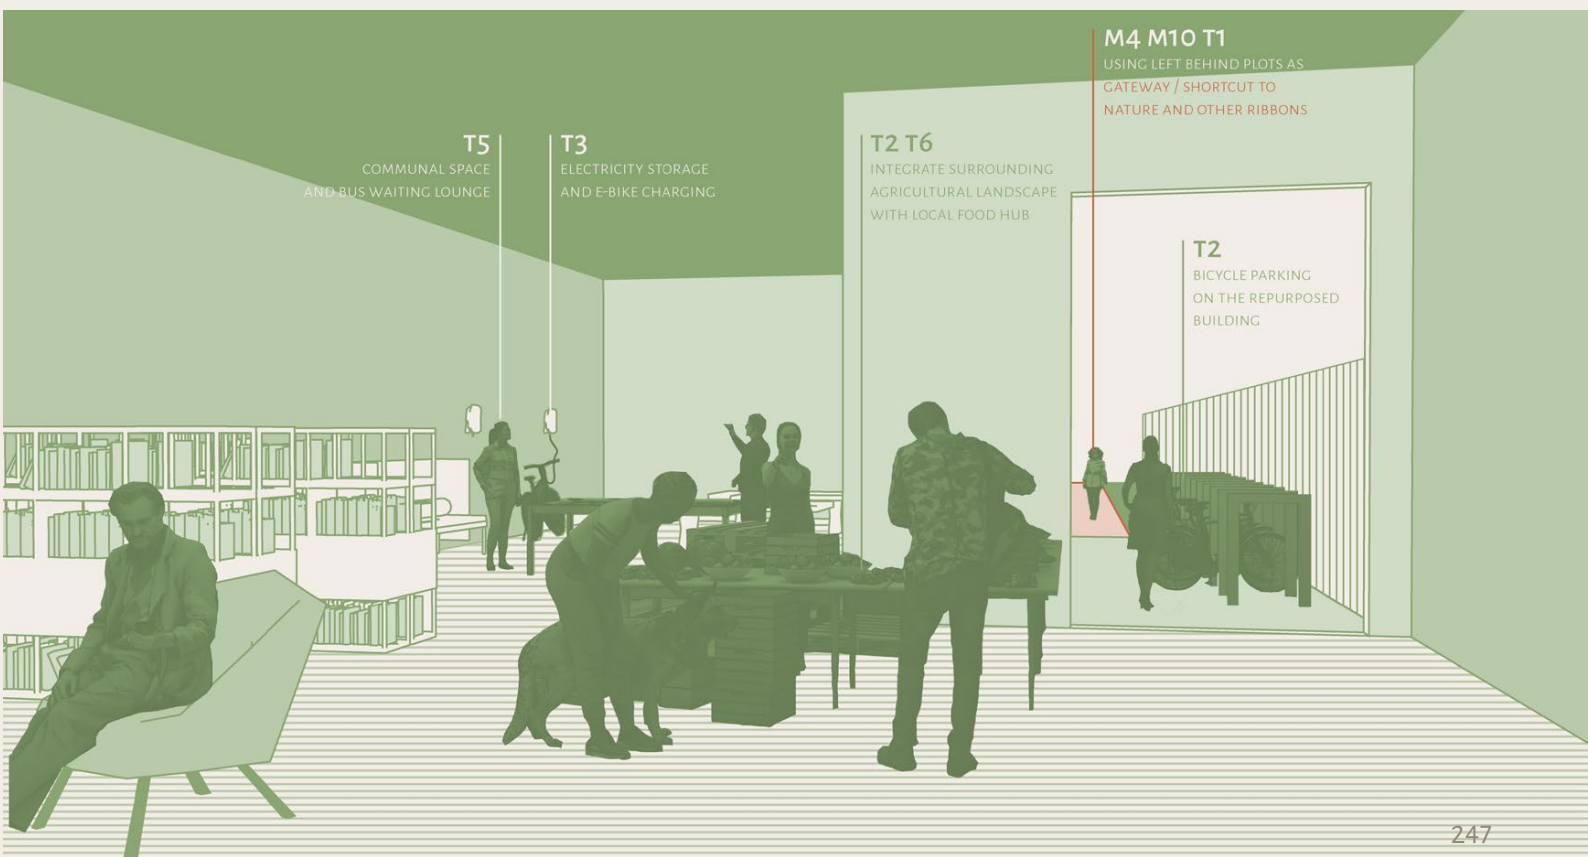 M4 M10 T1
USING LEFT BEHIND PLOTS AS
GATEWAY / SHORTCUT TO
NATURE AND OTHER RIBBONS
T5
COMMUNAL SPACE
AND BUS WAITING LOUNGE
T3
ELECTRICITY STORAGE
AND E-BIKE CHARGING
T2 T6
INTEGRATE SURROUNDING
AGRICULTURAL LANDSCAPE
WITH LOCAL FOOD HUB
T2
BICYCLE PARKING
ON THE REPURPOSED
BUILDING
247